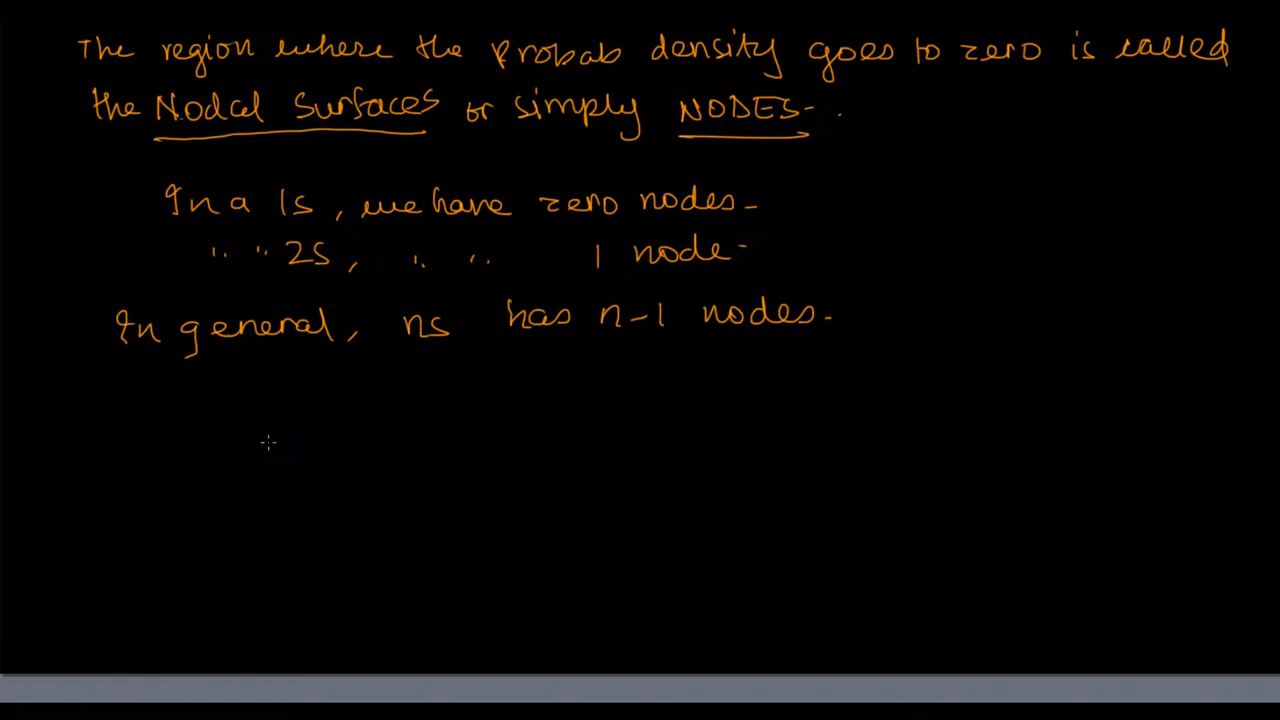 The region where the Probab density goes to zero is called
the Nodal Surfaces or simply NODES-.
In a 1s, we have zero nodes-
" " 2s, " " 1 node-
In general, ns has n-1 nodes-